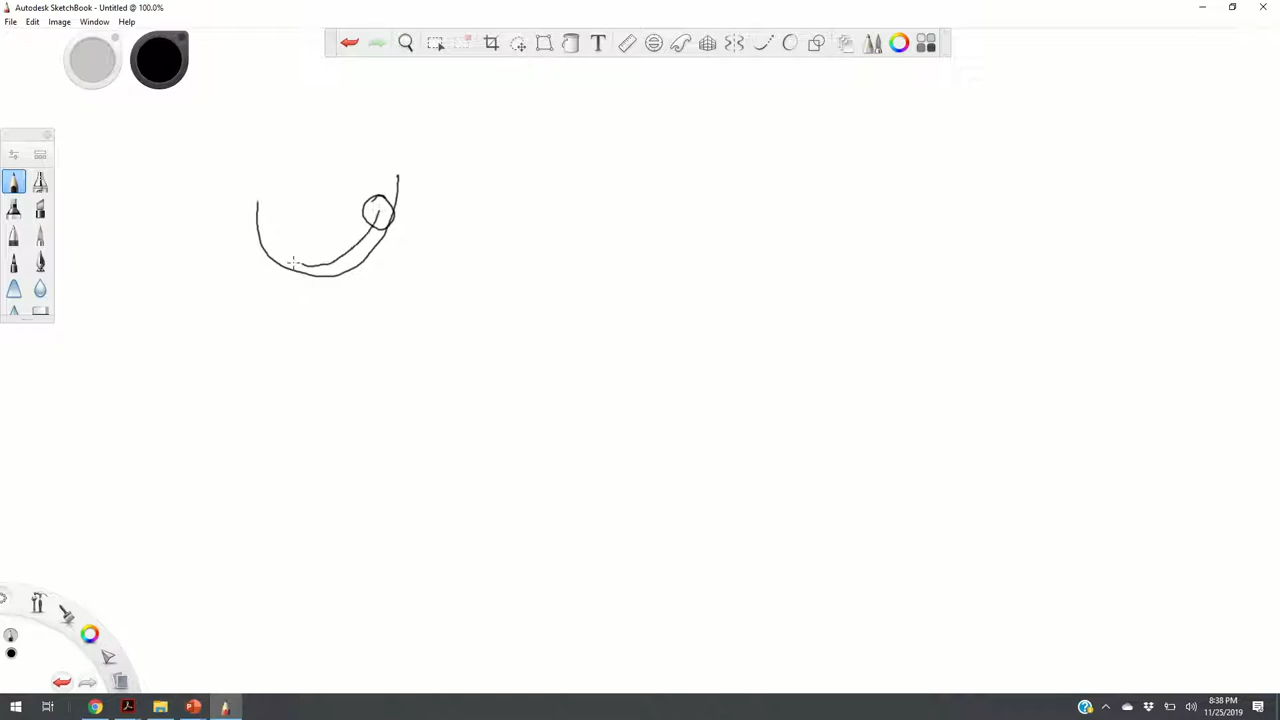 Autodesk SketchBook - Untitled @ 100.0%
File Edit Image Window Help
T
8:38 PM
11/25/2019